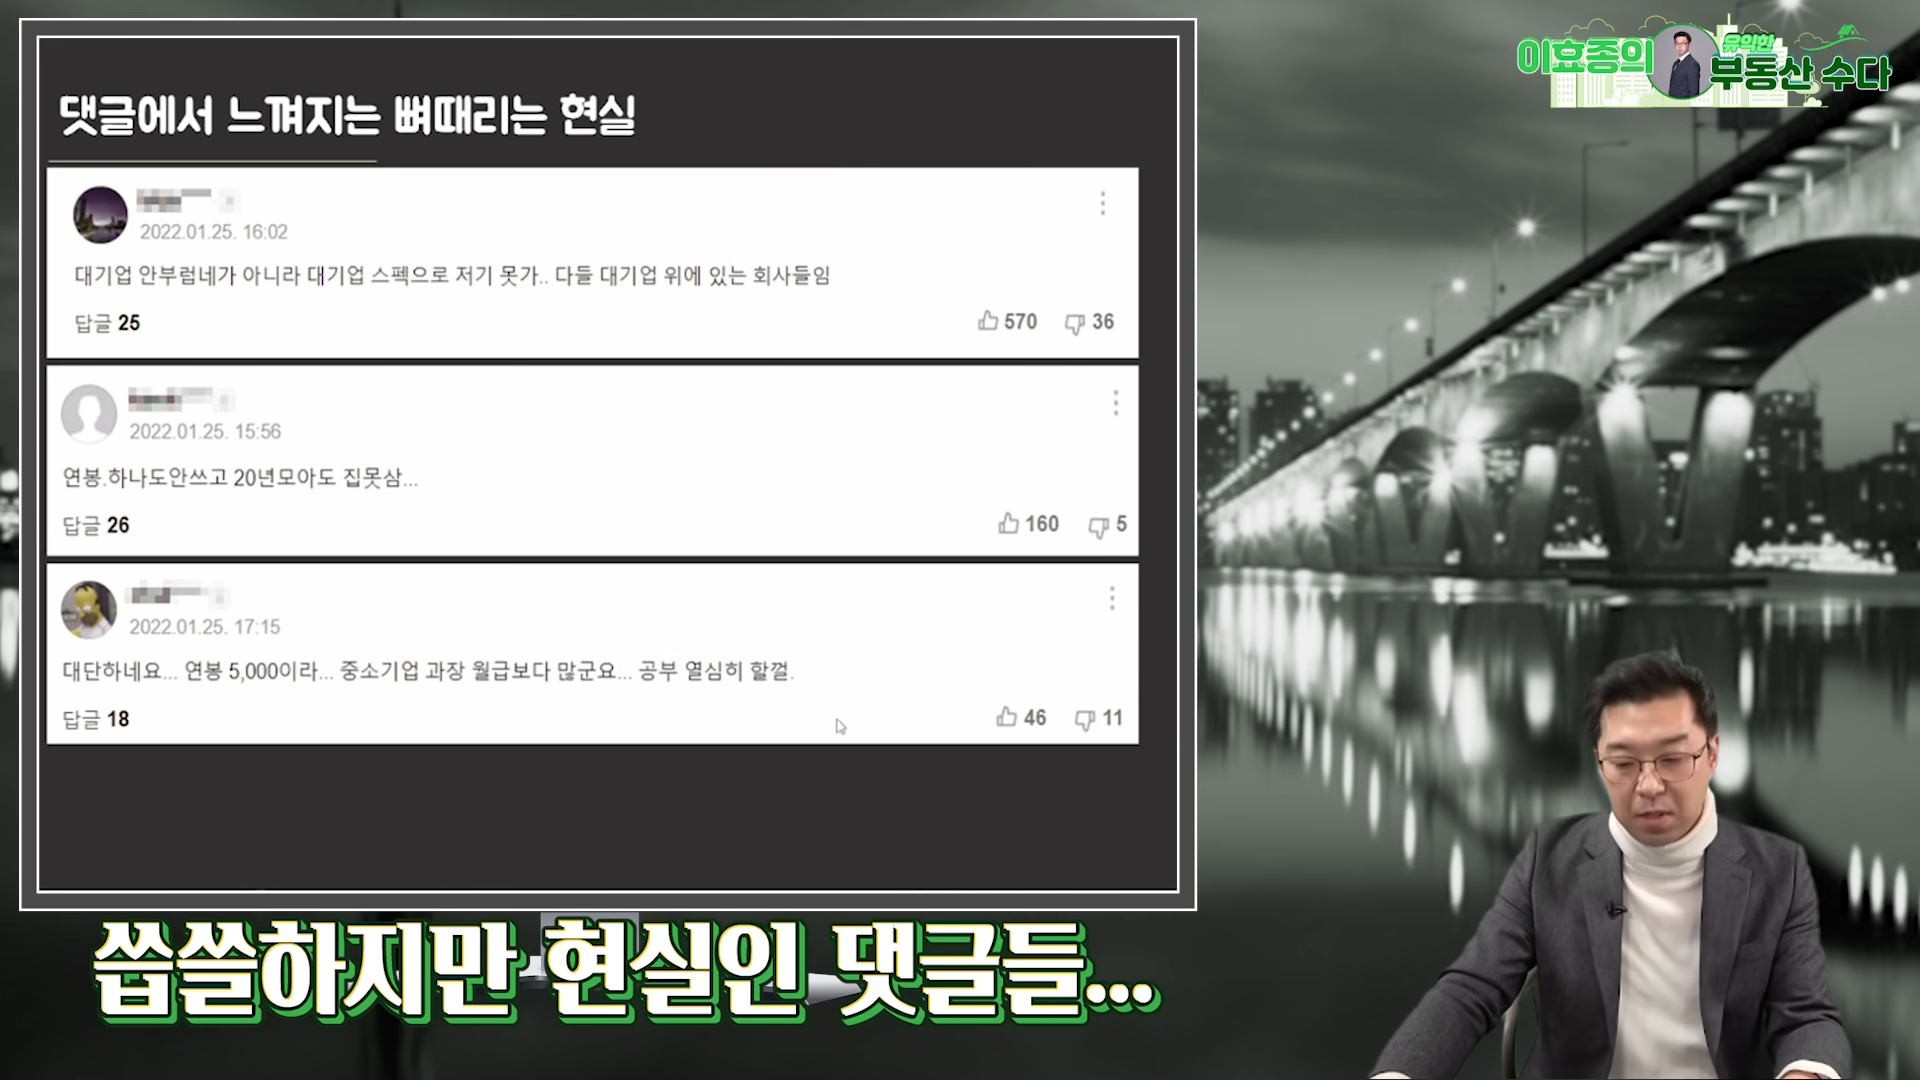 이효종의 유익한 부동산 수다
댓글에서 느껴지는 뼈때리는 현실
2022.01.25. 16:02
대기업 안부럽네가 아니라 대기업 스펙으로 저기 못가.. 다들 대기업 위에 있는 회사들임
답글 25
570 36
2022.01.25. 15:56
연봉.하나도안쓰고 20년모아도 집못삼...
답글 26
160 5
2022.01.25. 17:15
대단하네요... 연봉 5,000이라... 중소기업 과장 월급보다 많군요... 공부 열심히 할껄.
답글 18
46 11
씁쓸하지만 현실인 댓글들...